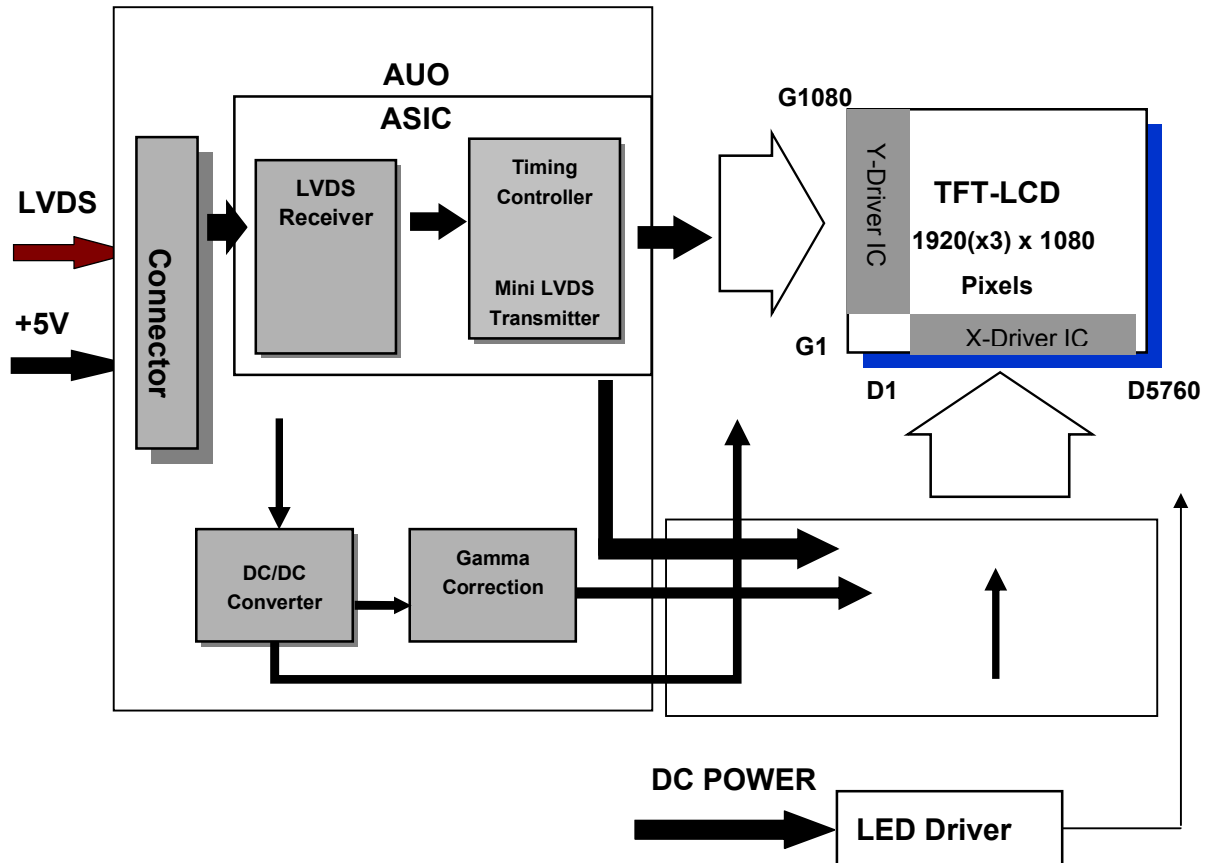 AUO
ASIC
G1080
LVDS
Receiver
Timing
Controller
Mini LVDS
Transmitter
LVDS
+5V
Connector
Y-Driver IC
TFT-LCD
1920(x3) x 1080
Pixels
G1
X-Driver IC
D1
D5760
DC/DC
Converter
Gamma
Correction
DC POWER
LED Driver